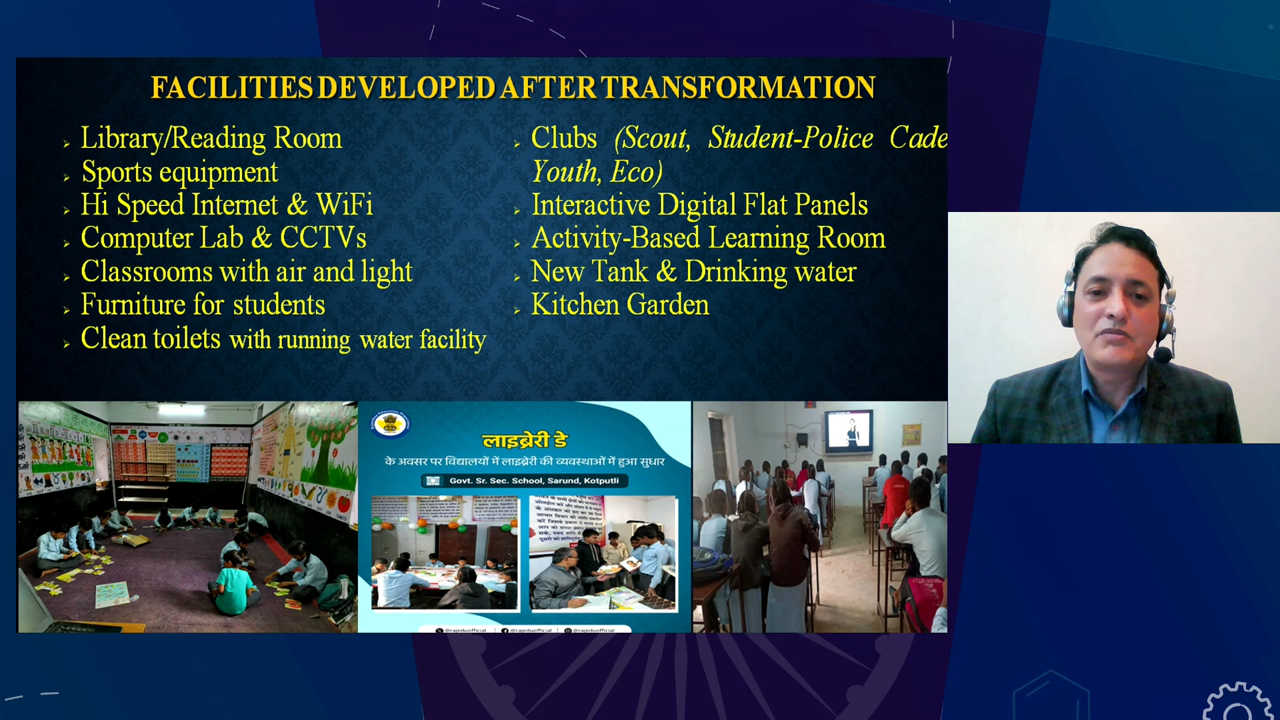 FACILITIES DEVELOPED AFTER TRANSFORMATION
Library/Reading Room
Sports equipment
Hi Speed Internet & WiFi
Computer Lab & CCTVs
Classrooms with air and light
Furniture for students
Clean toilets with running water facility
Clubs (Scout, Student-Police Cade
Youth, Eco)
Interactive Digital Flat Panels
Activity-Based Learning Room
New Tank & Drinking water
Kitchen Garden
लाइब्रेरी डे
के अवसर पर विद्यालयों में लाइब्रेरी की व्यवस्थाओं में हुआ सुधार
Govt. Sr. Sec. School, Sarund, Kotputli
@rajeduofficial @rajeduofficial @rajeduofficial